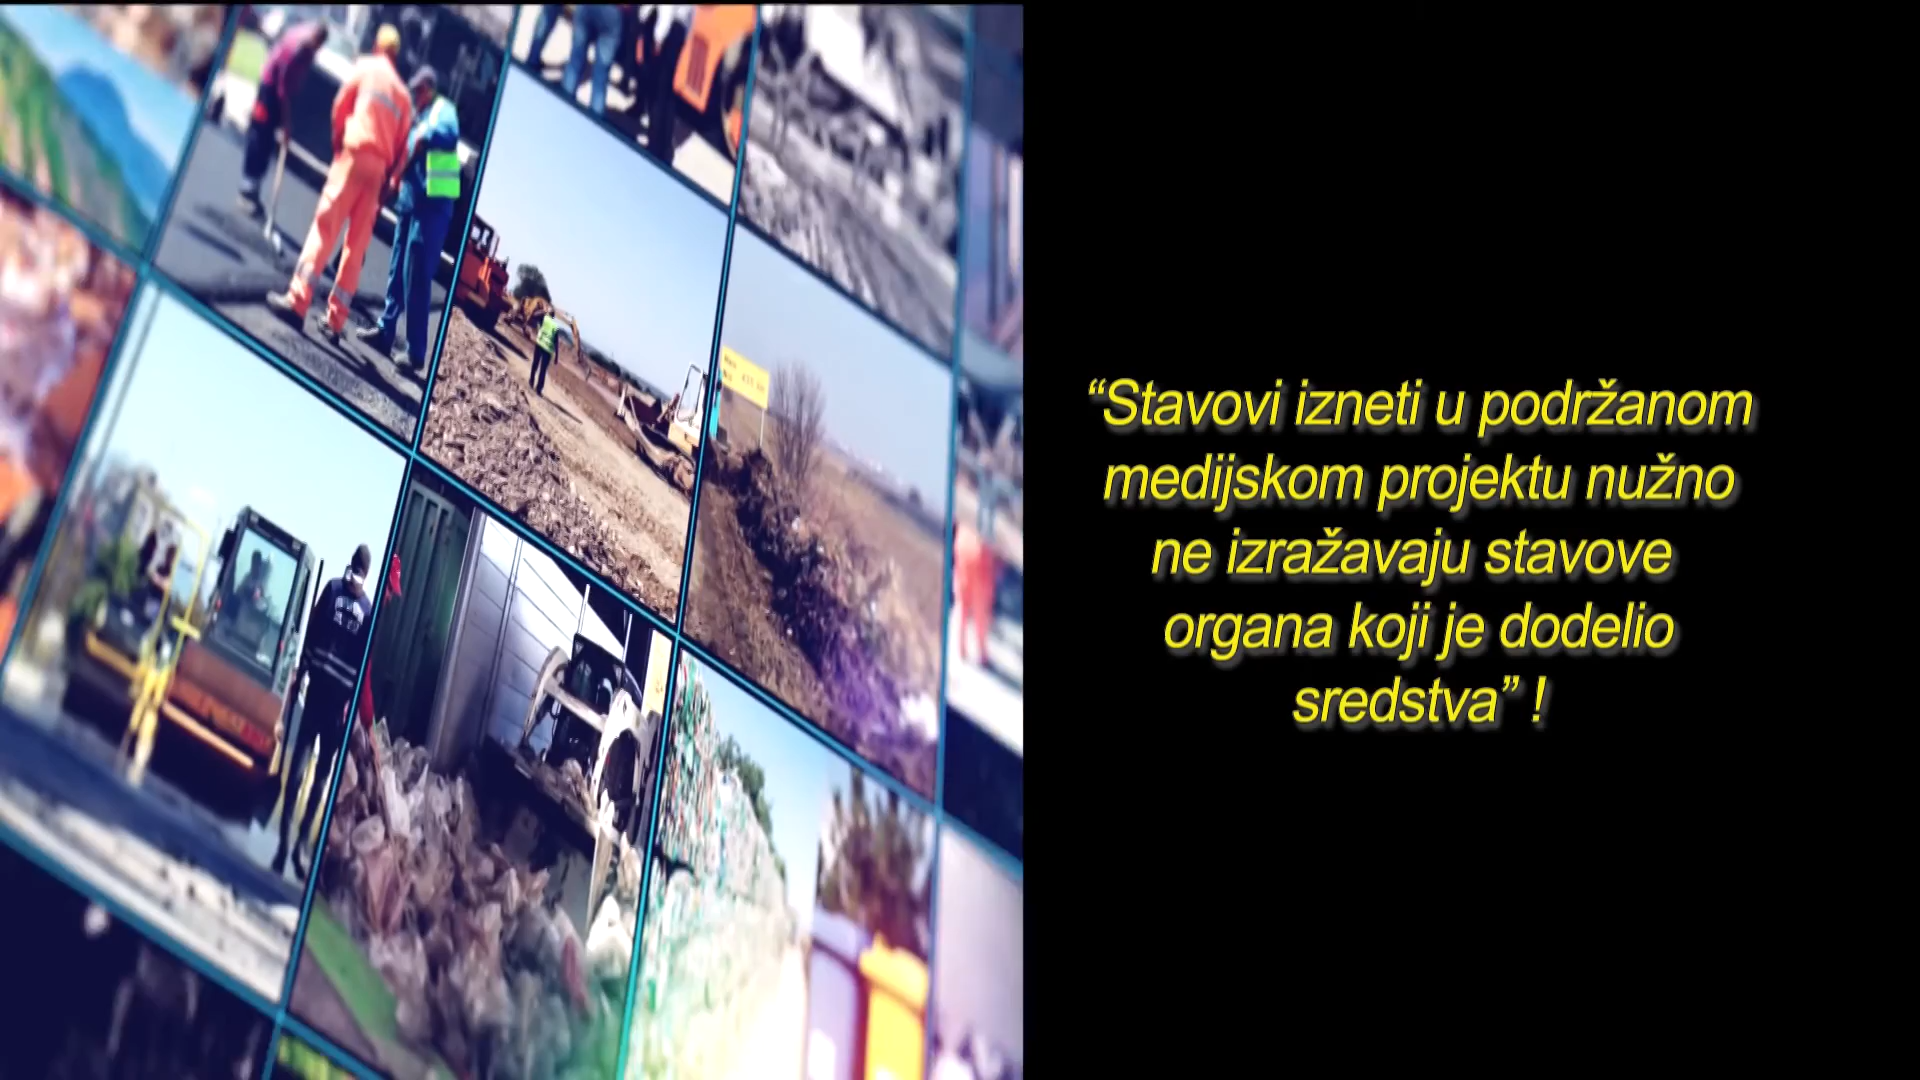 “Stavovi izneti u podržanom
medijskom projektu nužno
ne izražavaju stavove
organa koji je dodelio
sredstva” !